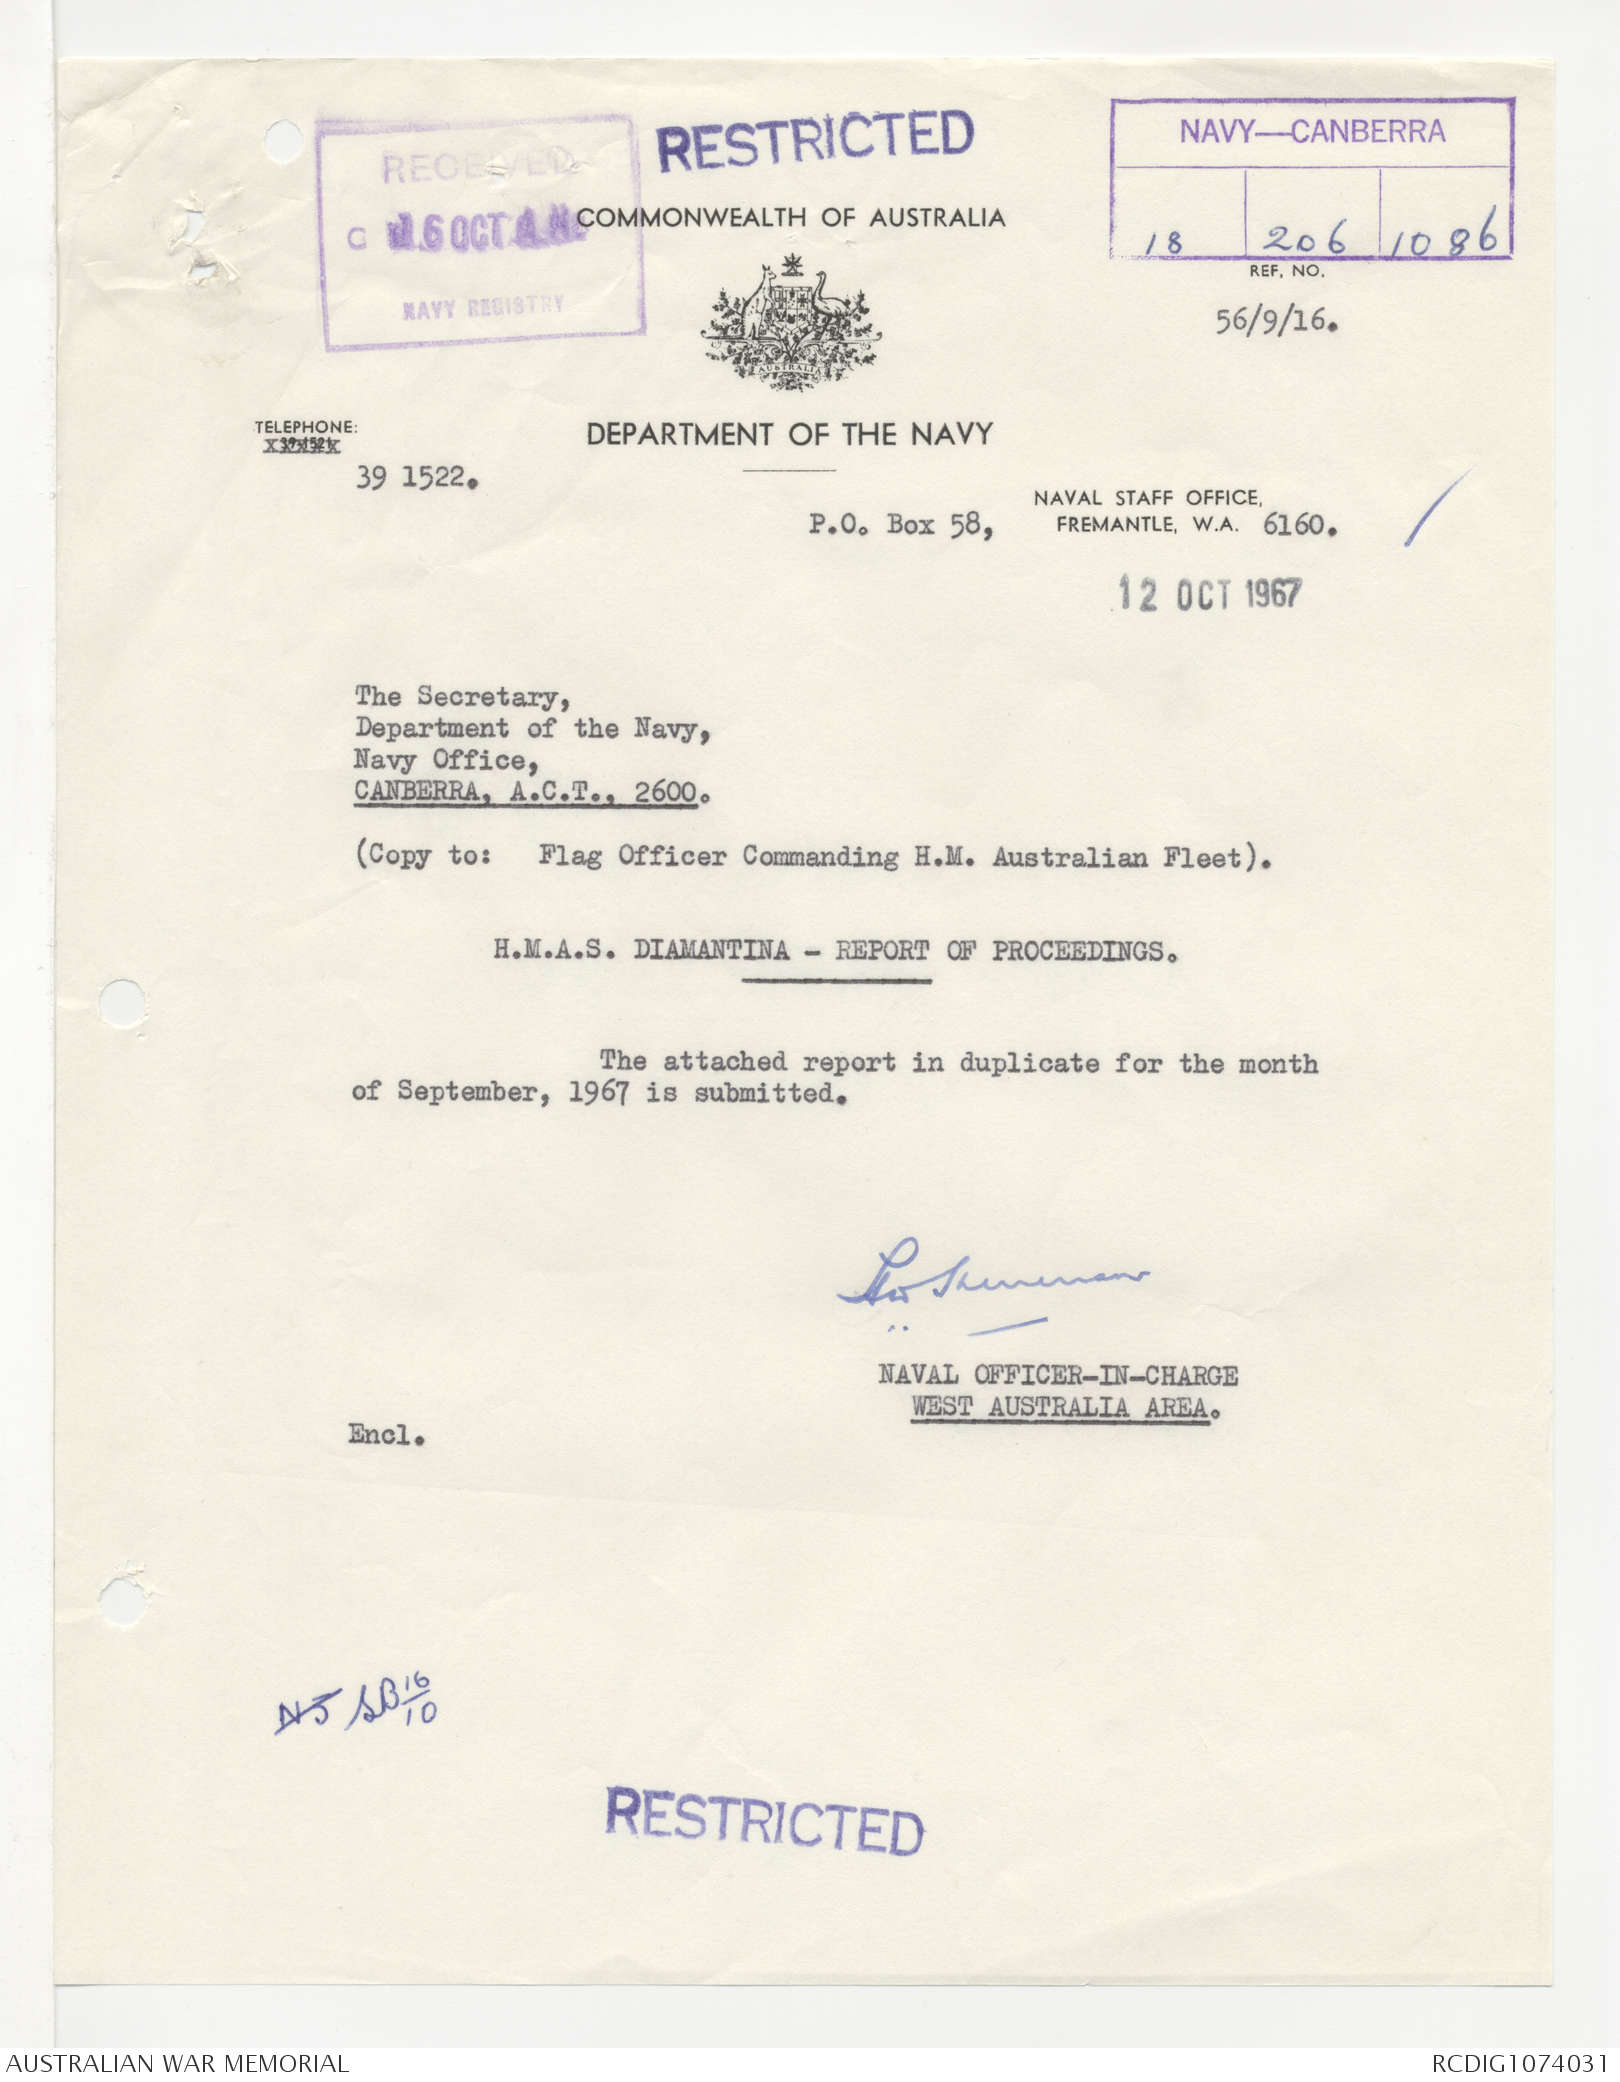 RESTRICTED
RECEIVED
16 OCT A.M.
NAVY REGISTRY
NAVY—CANBERRA
18 206 1086
COMMONWEALTH OF AUSTRALIA
AUSTRALIA
REF. NO.
56/9/16.
TELEPHONE:
39 1522.
DEPARTMENT OF THE NAVY
NAVAL STAFF OFFICE,
P.O. Box 58, FREMANTLE, W.A. 6160.
12 OCT 1967
The Secretary,
Department of the Navy,
Navy Office,
CANBERRA, A.C.T., 2600.
(Copy to: Flag Officer Commanding H.M. Australian Fleet).
H.M.A.S. DIAMANTINA - REPORT OF PROCEEDINGS.
The attached report in duplicate for the month
of September, 1967 is submitted.
NAVAL OFFICER-IN-CHARGE
WEST AUSTRALIA AREA.
Encl.
16/10
RESTRICTED
AUSTRALIAN WAR MEMORIAL
RCDIG1074031